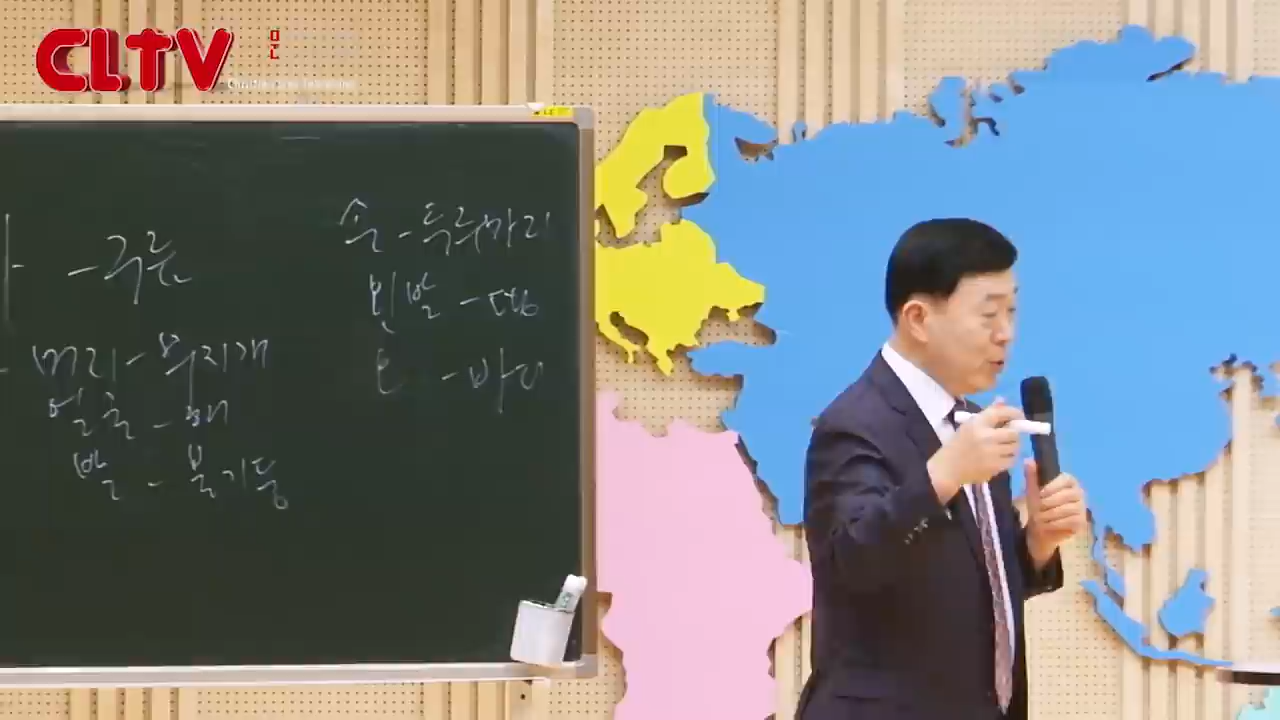 CLTV
- 구름
머리 - 무지개
얼굴 - 해
발 - 불기둥
손 - 두루마리
왼발 - 땅
- 바다